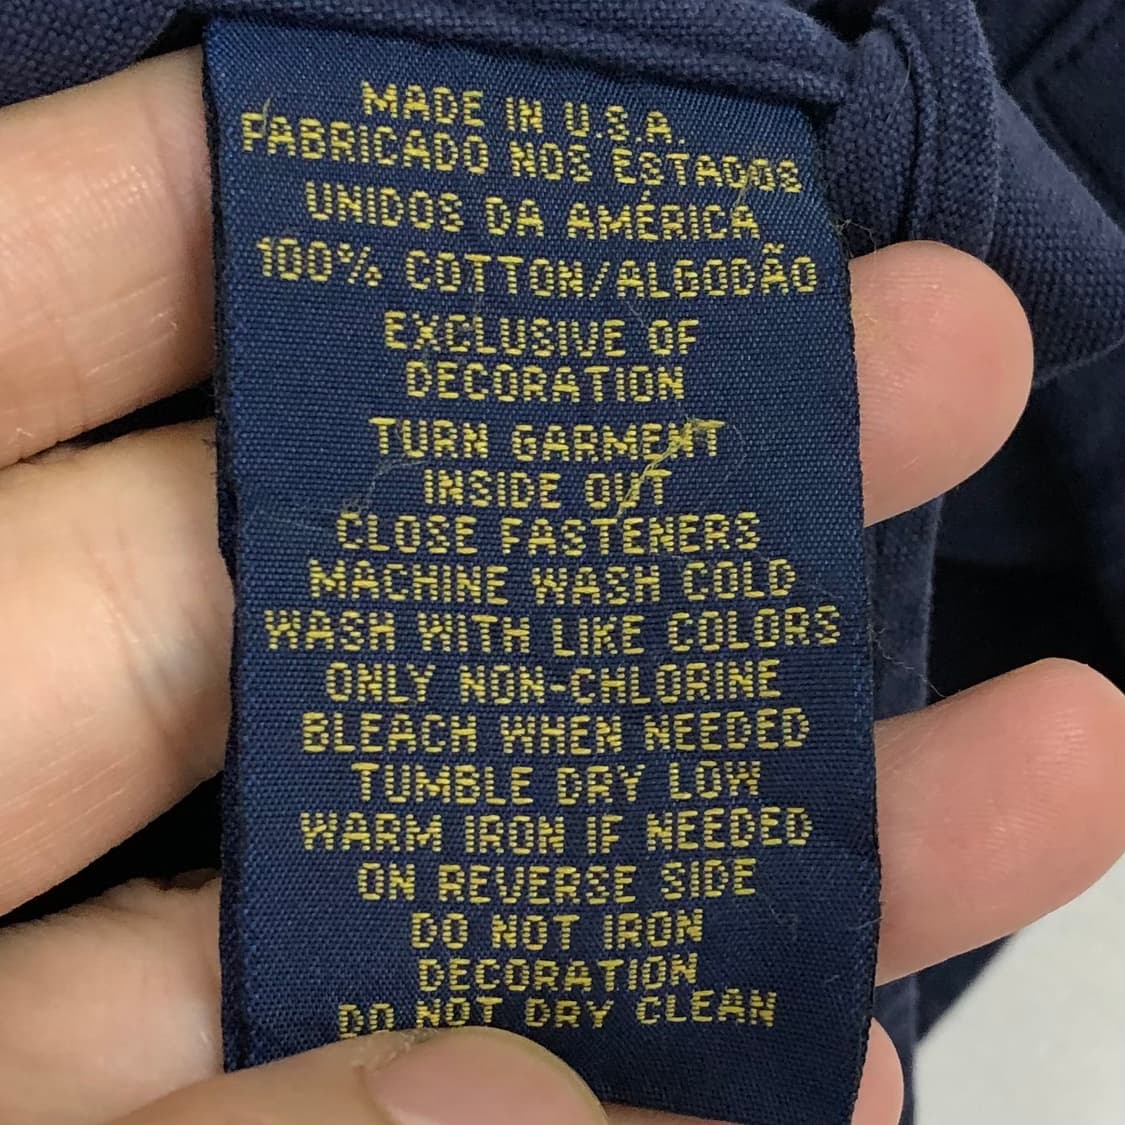 MADE IN U.S.A.
FABRICADO NOS ESTADOS
UNIDOS DA AMÉRICA
100% COTTON/ALGODÃO
EXCLUSIVE OF
DECORATION
TURN GARMENT
INSIDE OUT
CLOSE FASTENERS
MACHINE WASH COLD
WASH WITH LIKE COLORS
ONLY NON-CHLORINE
BLEACH WHEN NEEDED
TUMBLE DRY LOW
WARM IRON IF NEEDED
ON REVERSE SIDE
DO NOT IRON
DECORATION
DO NOT DRY CLEAN